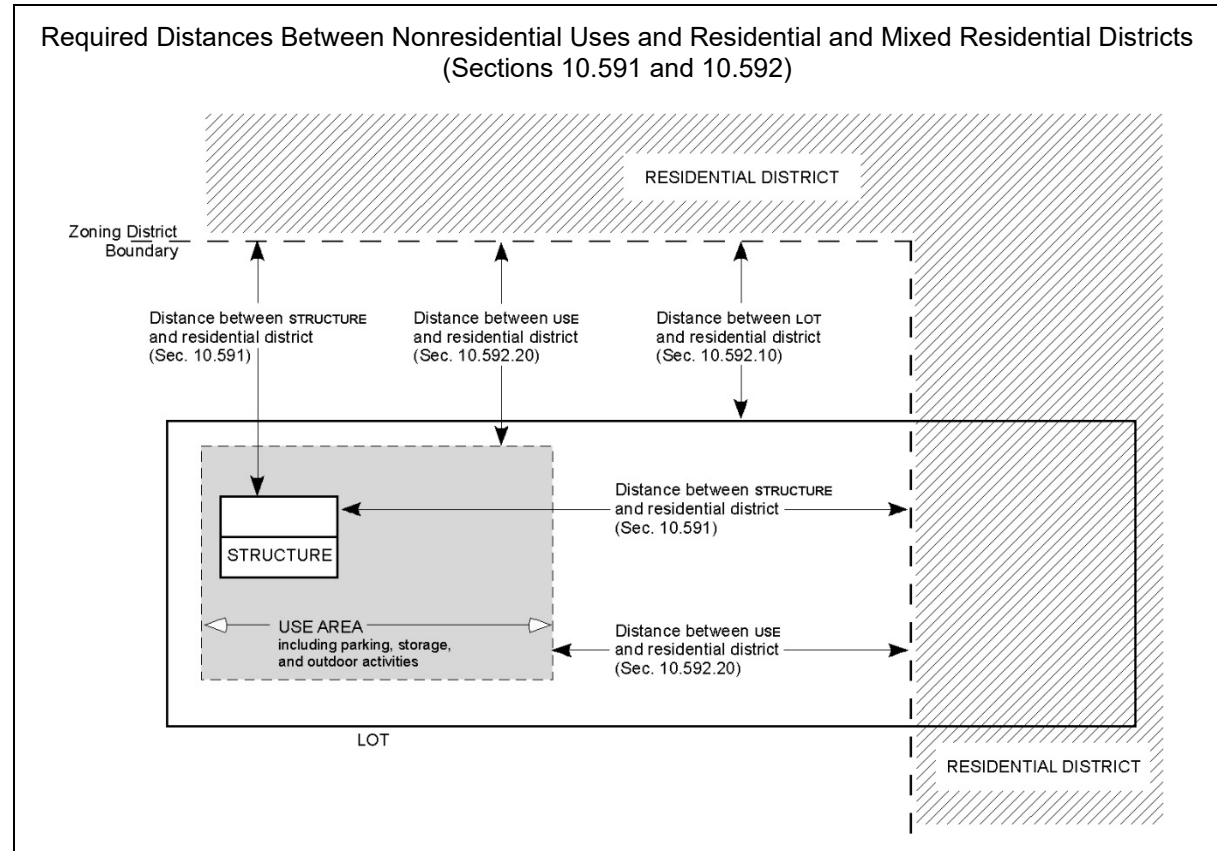 Required Distances Between Nonresidential Uses and Residential and Mixed Residential Districts
(Sections 10.591 and 10.592)
RESIDENTIAL DISTRICT
Zoning District
Boundary
Distance between STRUCTURE
and residential district
(Sec. 10.591)
Distance between USE
and residential district
(Sec. 10.592.20)
Distance between LOT
and residential district
(Sec. 10.592.10)
Distance between STRUCTURE
and residential district
(Sec. 10.591)
STRUCTURE
USE AREA
including parking, storage,
and outdoor activities
Distance between USE
and residential district
(Sec. 10.592.20)
LOT
RESIDENTIAL DISTRICT